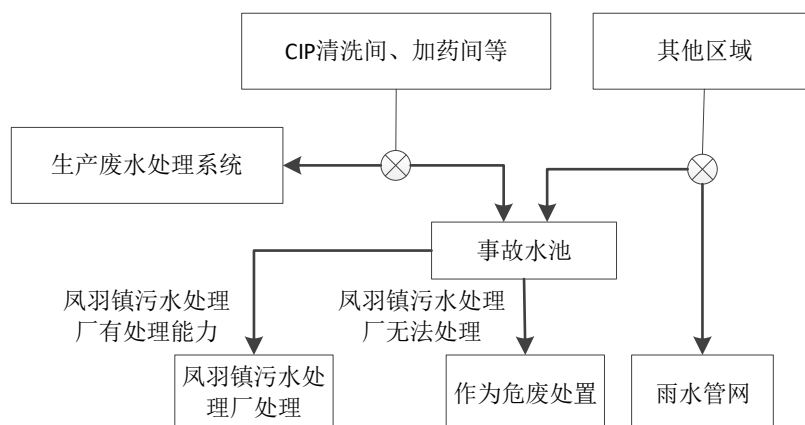 CIP清洗间、加药间等
其他区域
生产废水处理系统
事故水池
凤羽镇污水处理
厂有处理能力
凤羽镇污水处理
厂无法处理
凤羽镇污水处
理厂处理
作为危废处置
雨水管网